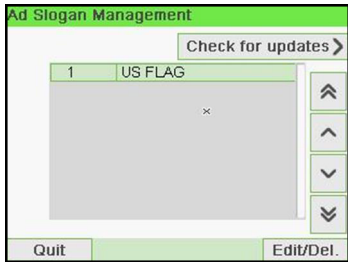 Ad Slogan Management
Check for updates
1 US FLAG
Quit Edit/Del.